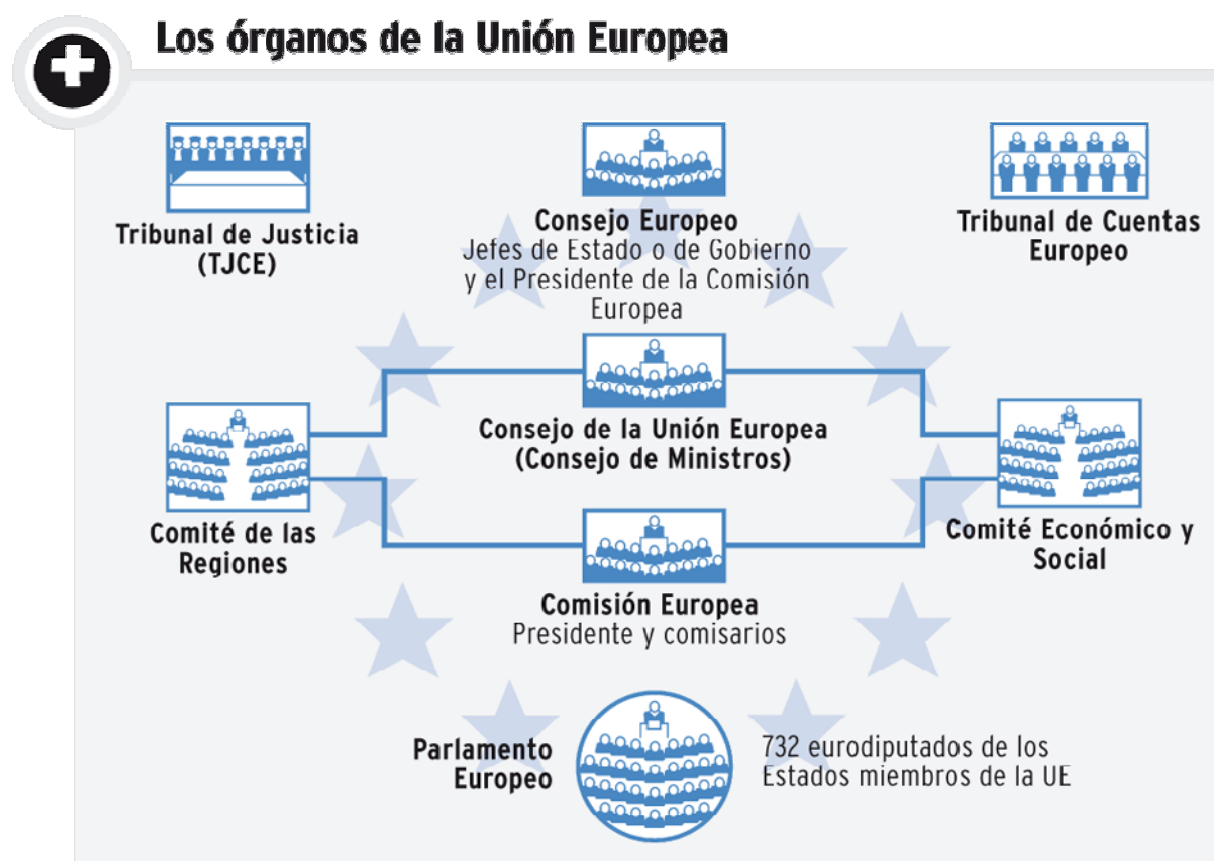 Los órganos de la Unión Europea
Tribunal de Justicia
(TJCE)
Consejo Europeo
Jefes de Estado o de Gobierno
y el Presidente de la Comisión
Europea
Tribunal de Cuentas
Europeo
Consejo de la Unión Europea
(Consejo de Ministros)
Comité de las
Regiones
Comité Económico y
Social
Comisión Europea
Presidente y comisarios
Parlamento
Europeo
732 eurodiputados de los
Estados miembros de la UE